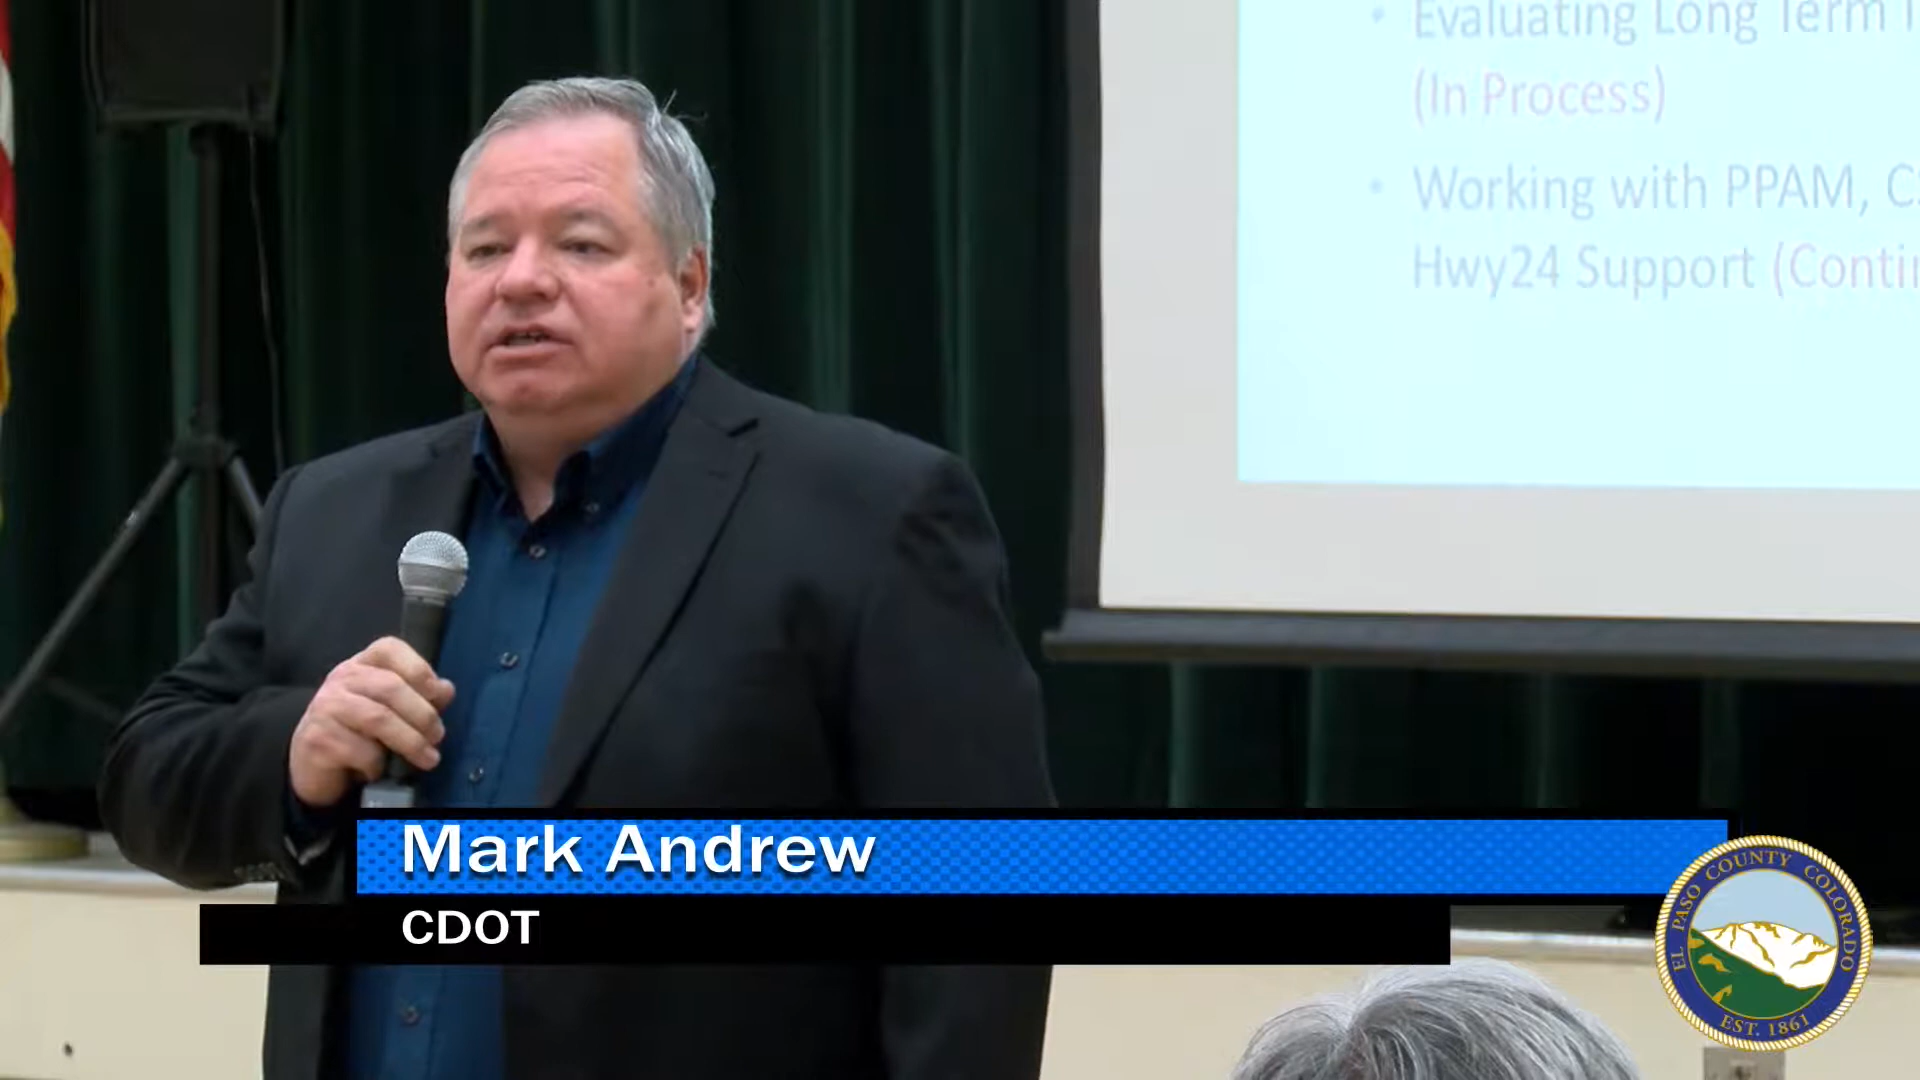 • Evaluating Long Term
(In Process)
• Working with PPAM,
Hwy24 Support
Mark Andrew
CDOT
EL PASO COUNTY COLORADO
EST. 1861